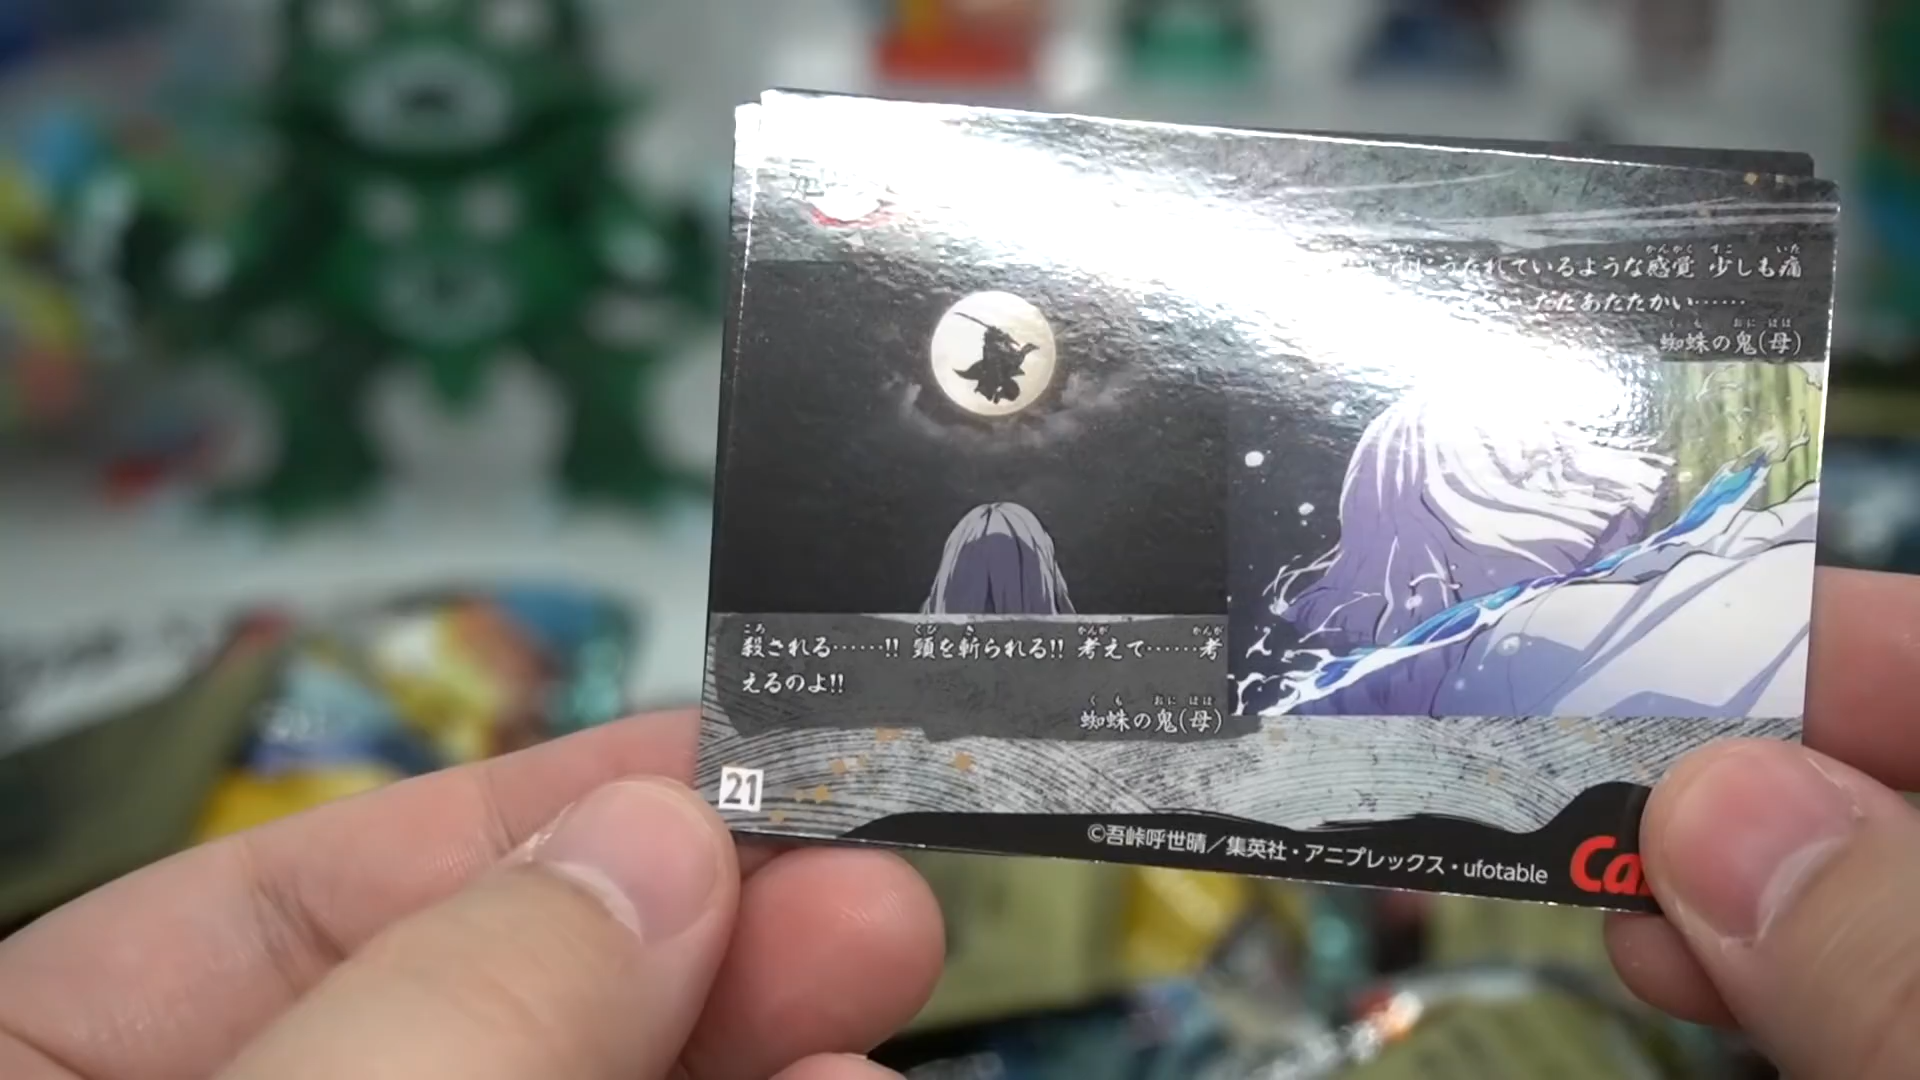 にうたれているような感覚 少しも痛
ただあたたかい……
蜘蛛の鬼(母)
殺される……!! 頸を斬られる!! 考えて……考
えるのよ!!
蜘蛛の鬼(母)
21
©吾峠呼世晴／集英社・アニプレックス・ufotable
Ca